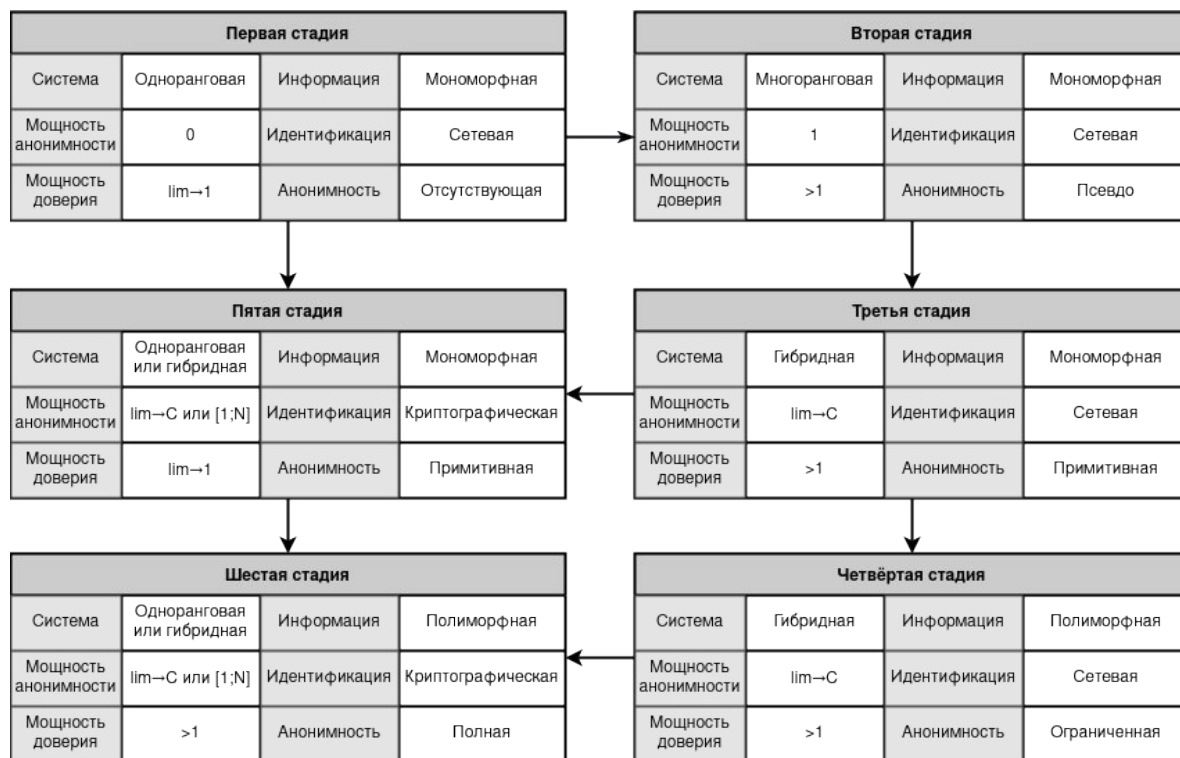 Первая стадия
Система Одноранговая Информация Мономорфная
Мощность анонимности 0 Идентификация Сетевая
Мощность доверия lim→1 Анонимность Отсутствующая
Вторая стадия
Система Многоранговая Информация Мономорфная
Мощность анонимности 1 Идентификация Сетевая
Мощность доверия >1 Анонимность Псевдо
Пятая стадия
Система Одноранговая или гибридная Информация Мономорфная
Мощность анонимности lim→C или [1;N] Идентификация Криптографическая
Мощность доверия lim→1 Анонимность Примитивная
Третья стадия
Система Гибридная Информация Мономорфная
Мощность анонимности lim→C Идентификация Сетевая
Мощность доверия >1 Анонимность Примитивная
Шестая стадия
Система Одноранговая или гибридная Информация Полиморфная
Мощность анонимности lim→C или [1;N] Идентификация Криптографическая
Мощность доверия >1 Анонимность Полная
Четвёртая стадия
Система Гибридная Информация Полиморфная
Мощность анонимности lim→C Идентификация Сетевая
Мощность доверия >1 Анонимность Ограниченная